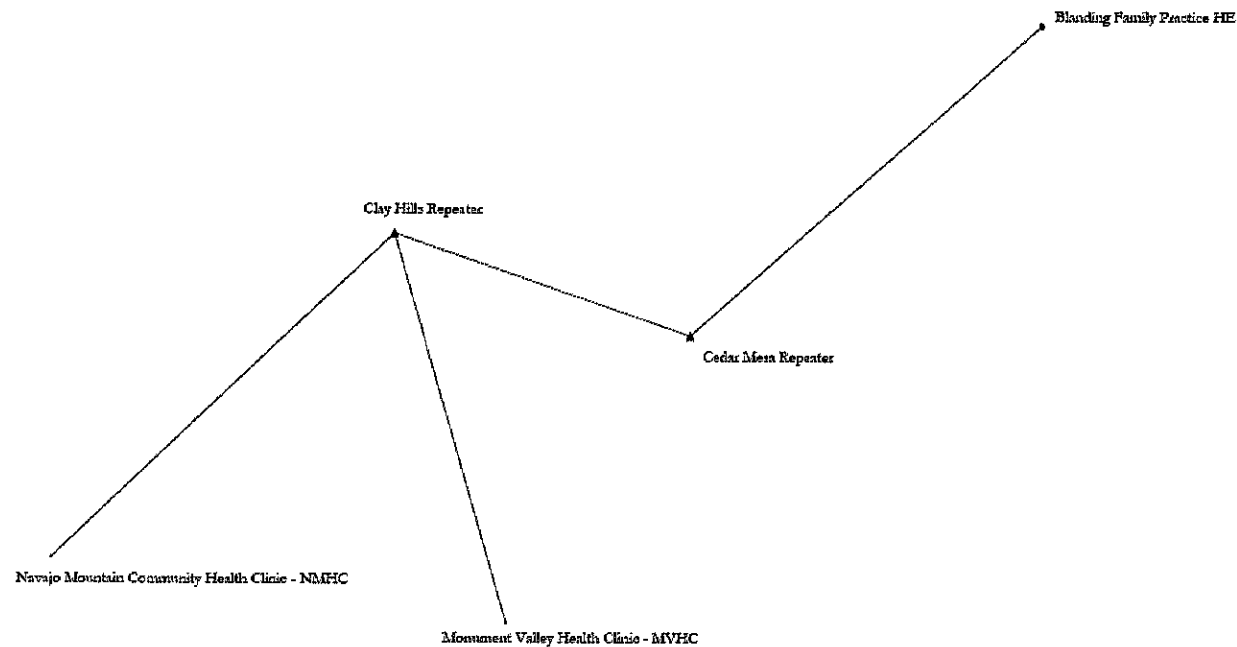 Blanding Family Practice HE
Clay Hills Repeater
Cedar Mesa Repeater
Navajo Mountain Community Health Clinic - NMHC
Monument Valley Health Clinic - MVHC